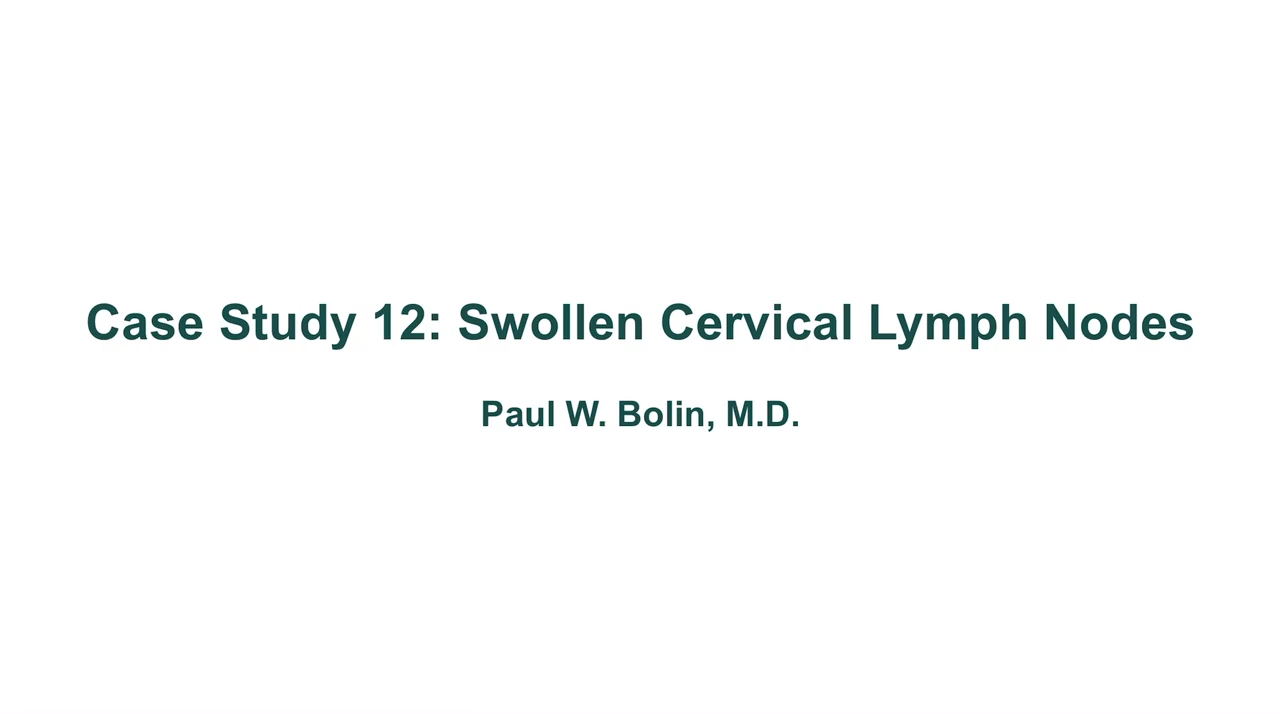 Case Study 12: Swollen Cervical Lymph Nodes
Paul W. Bolin, M.D.